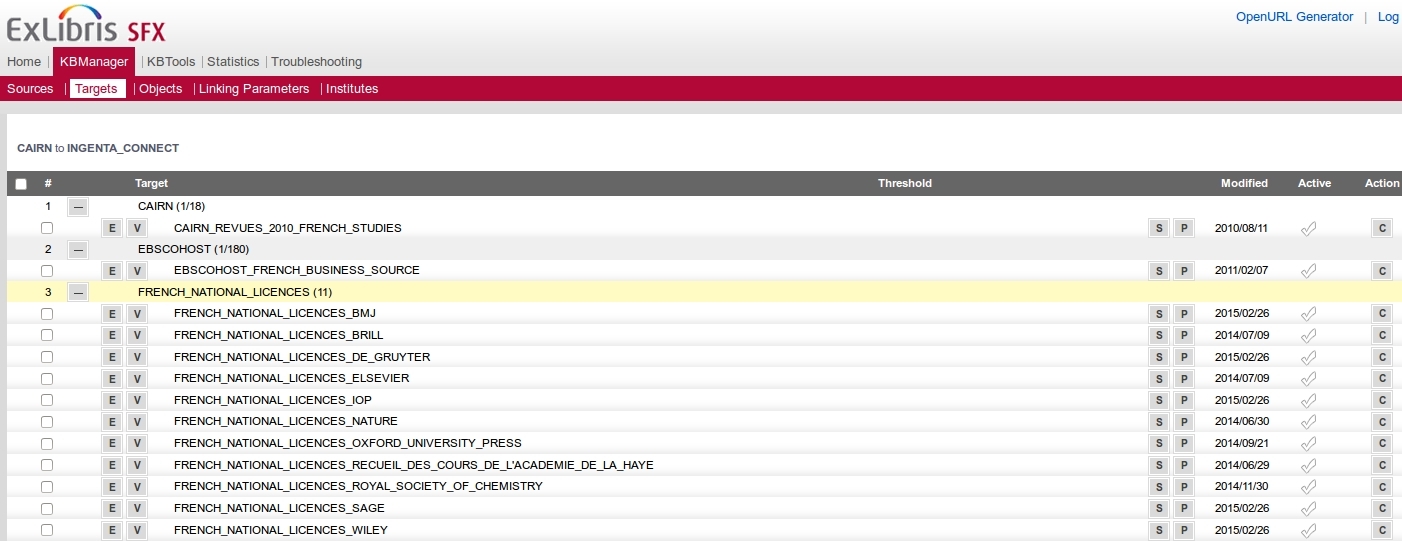 OpenURL Generator | Log
ExLibris SFX
Home | KBManager | KBTools | Statistics | Troubleshooting
Sources | Targets | Objects | Linking Parameters | Institutes
CAIRN to INGENTA_CONNECT
# Target Threshold Modified Active Action
1 — CAIRN (1/18)
E V CAIRN_REVUES_2010_FRENCH_STUDIES S P 2010/08/11 C
2 — EBSCOHOST (1/180)
E V EBSCOHOST_FRENCH_BUSINESS_SOURCE S P 2011/02/07 C
3 — FRENCH_NATIONAL_LICENCES (11)
E V FRENCH_NATIONAL_LICENCES_BMJ S P 2015/02/26 C
E V FRENCH_NATIONAL_LICENCES_BRILL S P 2014/07/09 C
E V FRENCH_NATIONAL_LICENCES_DE_GRUYTER S P 2015/02/26 C
E V FRENCH_NATIONAL_LICENCES_ELSEVIER S P 2014/07/09 C
E V FRENCH_NATIONAL_LICENCES_IOP S P 2015/02/26 C
E V FRENCH_NATIONAL_LICENCES_NATURE S P 2014/06/30 C
E V FRENCH_NATIONAL_LICENCES_OXFORD_UNIVERSITY_PRESS S P 2014/09/21 C
E V FRENCH_NATIONAL_LICENCES_RECUEIL_DES_COURS_DE_L'ACADEMIE_DE_LA_HAYE S P 2014/06/29 C
E V FRENCH_NATIONAL_LICENCES_ROYAL_SOCIETY_OF_CHEMISTRY S P 2014/11/30 C
E V FRENCH_NATIONAL_LICENCES_SAGE S P 2015/02/26 C
E V FRENCH_NATIONAL_LICENCES_WILEY S P 2015/02/26 C